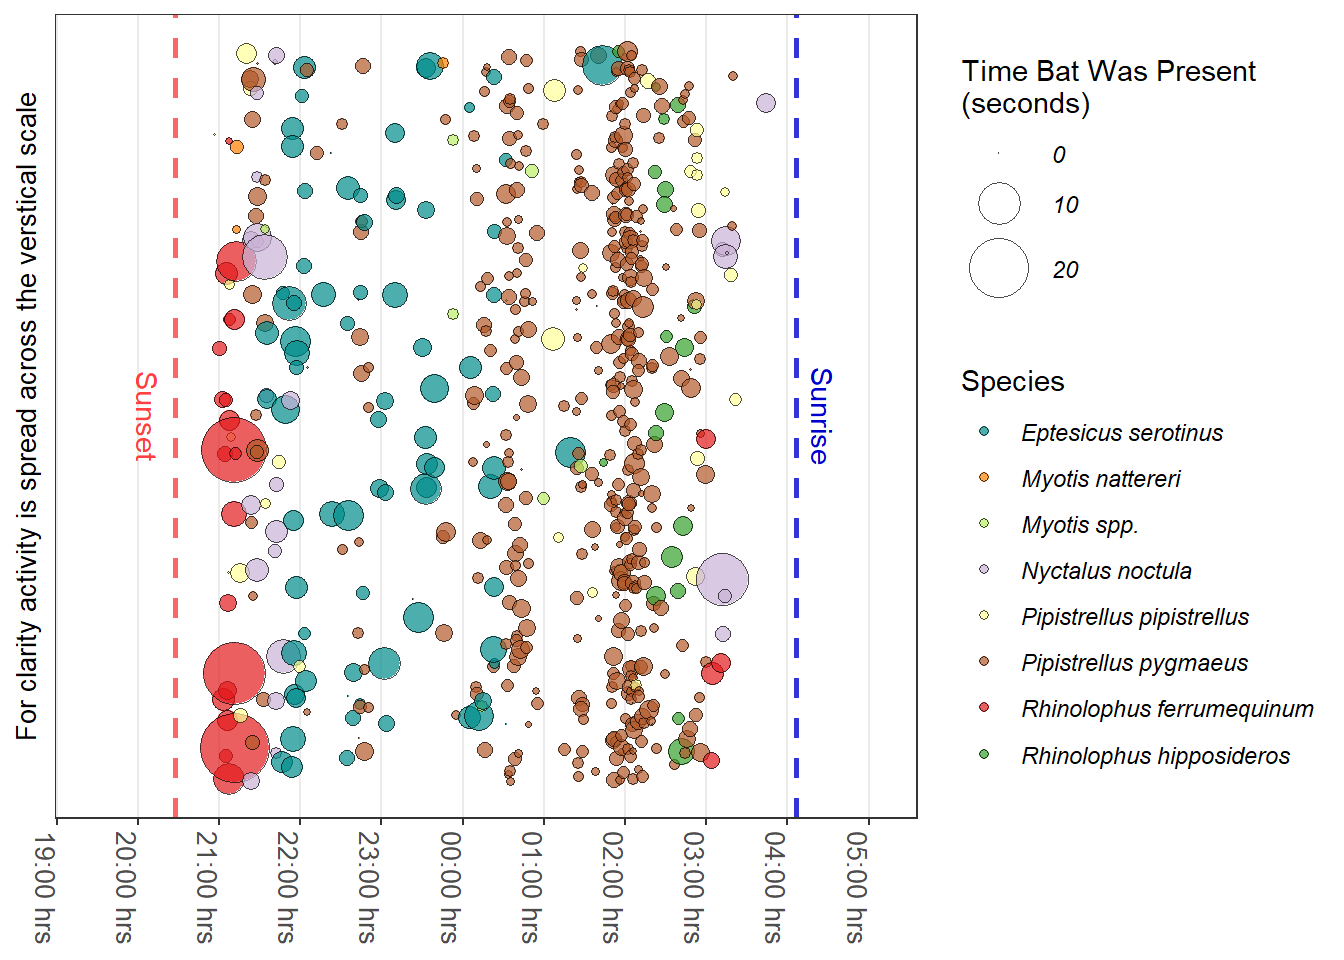 For clarity activity is spread across the verstical scale
Sunset
Sunrise
19:00 hrs
20:00 hrs
21:00 hrs
22:00 hrs
23:00 hrs
00:00 hrs
01:00 hrs
02:00 hrs
03:00 hrs
04:00 hrs
05:00 hrs
Time Bat Was Present
(seconds)
0
10
20
Species
Eptesicus serotinus
Myotis nattereri
Myotis spp.
Nyctalus noctula
Pipistrellus pipistrellus
Pipistrellus pygmaeus
Rhinolophus ferrumequinum
Rhinolophus hipposideros